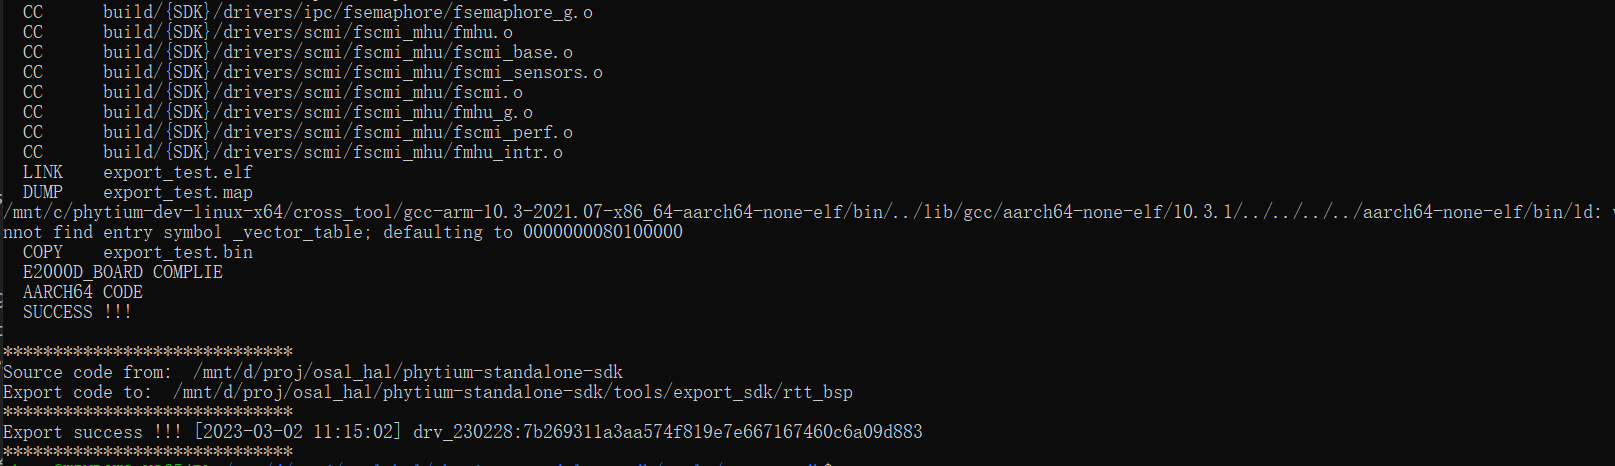 CC build/{SDK}/drivers/ipc/fsemaphore/fsemaphore_g.o
CC build/{SDK}/drivers/scmi/fscmi_mhu/fmhu.o
CC build/{SDK}/drivers/scmi/fscmi_mhu/fscmi_base.o
CC build/{SDK}/drivers/scmi/fscmi_mhu/fscmi_sensors.o
CC build/{SDK}/drivers/scmi/fscmi_mhu/fscmi.o
CC build/{SDK}/drivers/scmi/fscmi_mhu/fmhu_g.o
CC build/{SDK}/drivers/scmi/fscmi_mhu/fscmi_perf.o
CC build/{SDK}/drivers/scmi/fscmi_mhu/fmhu_intr.o
LINK export_test.elf
DUMP export_test.map
/mnt/c/phytium-dev-linux-x64/cross_tool/gcc-arm-10.3-2021.07-x86_64-aarch64-none-elf/bin/../lib/gcc/aarch64-none-elf/10.3.1/../../../../aarch64-none-elf/bin/ld:
nnot find entry symbol _vector_table; defaulting to 0000000080100000
COPY export_test.bin
E2000D_BOARD COMPLIE
AARCH64 CODE
SUCCESS !!!
*****************************
Source code from: /mnt/d/proj/osal_hal/phytium-standalone-sdk
Export code to: /mnt/d/proj/osal_hal/phytium-standalone-sdk/tools/export_sdk/rtt_bsp
*****************************
Export success !!! [2023-03-02 11:15:02] drv_230228:7b269311a3aa574f819e7e667167460c6a09d883
*****************************